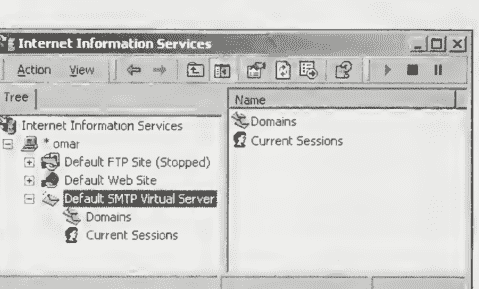 Internet Information Services
Action View
Tree
Name
Internet Information Services
* omar
Default FTP Site (Stopped)
Default Web Site
Default SMTP Virtual Server
Domains
Current Sessions
Domains
Current Sessions